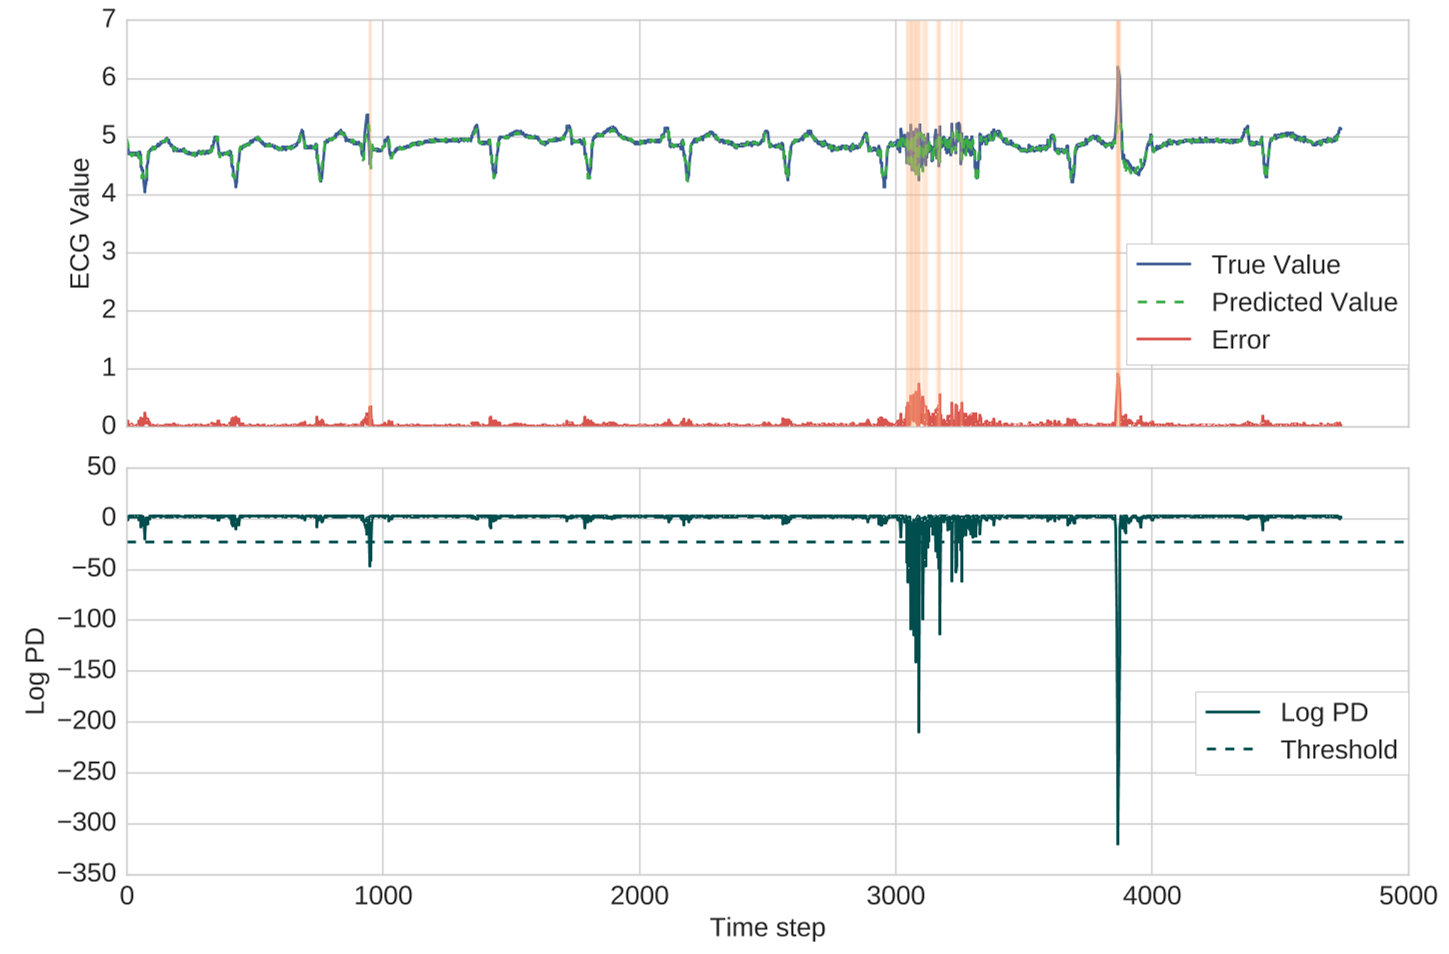 7
6
5
4
3
2
1
0
ECG Value
True Value
Predicted Value
Error
50
0
−50
−100
−150
−200
−250
−300
−350
Log PD
Log PD
Threshold
0 1000 2000 3000 4000 5000
Time step